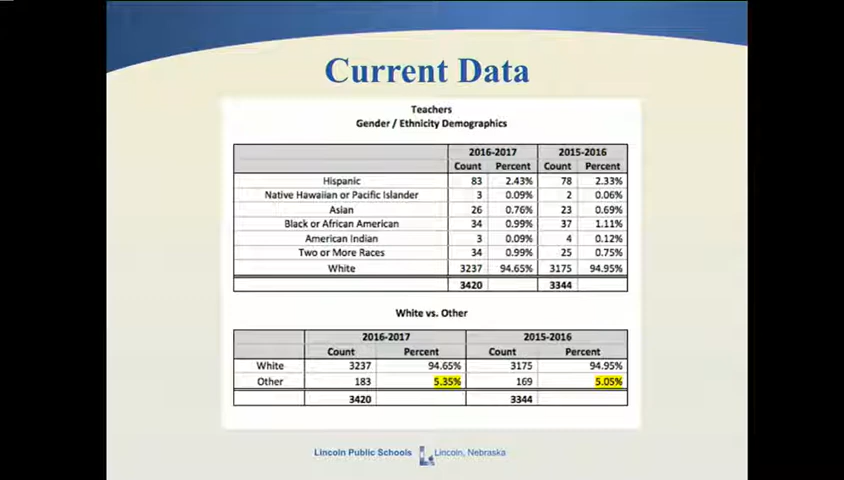 Current Data
Teachers
Gender / Ethnicity Demographics
2016-2017 2015-2016
Count Percent Count Percent
Hispanic 83 2.43% 78 2.33%
Native Hawaiian or Pacific Islander 3 0.09% 2 0.06%
Asian 26 0.76% 23 0.69%
Black or African American 34 0.99% 37 1.11%
American Indian 3 0.09% 4 0.12%
Two or More Races 34 0.99% 25 0.75%
White 3237 94.65% 3175 94.95%
3420 3344
White vs. Other
2016-2017 2015-2016
Count Percent Count Percent
White 3237 94.65% 3175 94.95%
Other 183 5.35% 169 5.05%
3420 3344
Lincoln Public Schools Lincoln, Nebraska